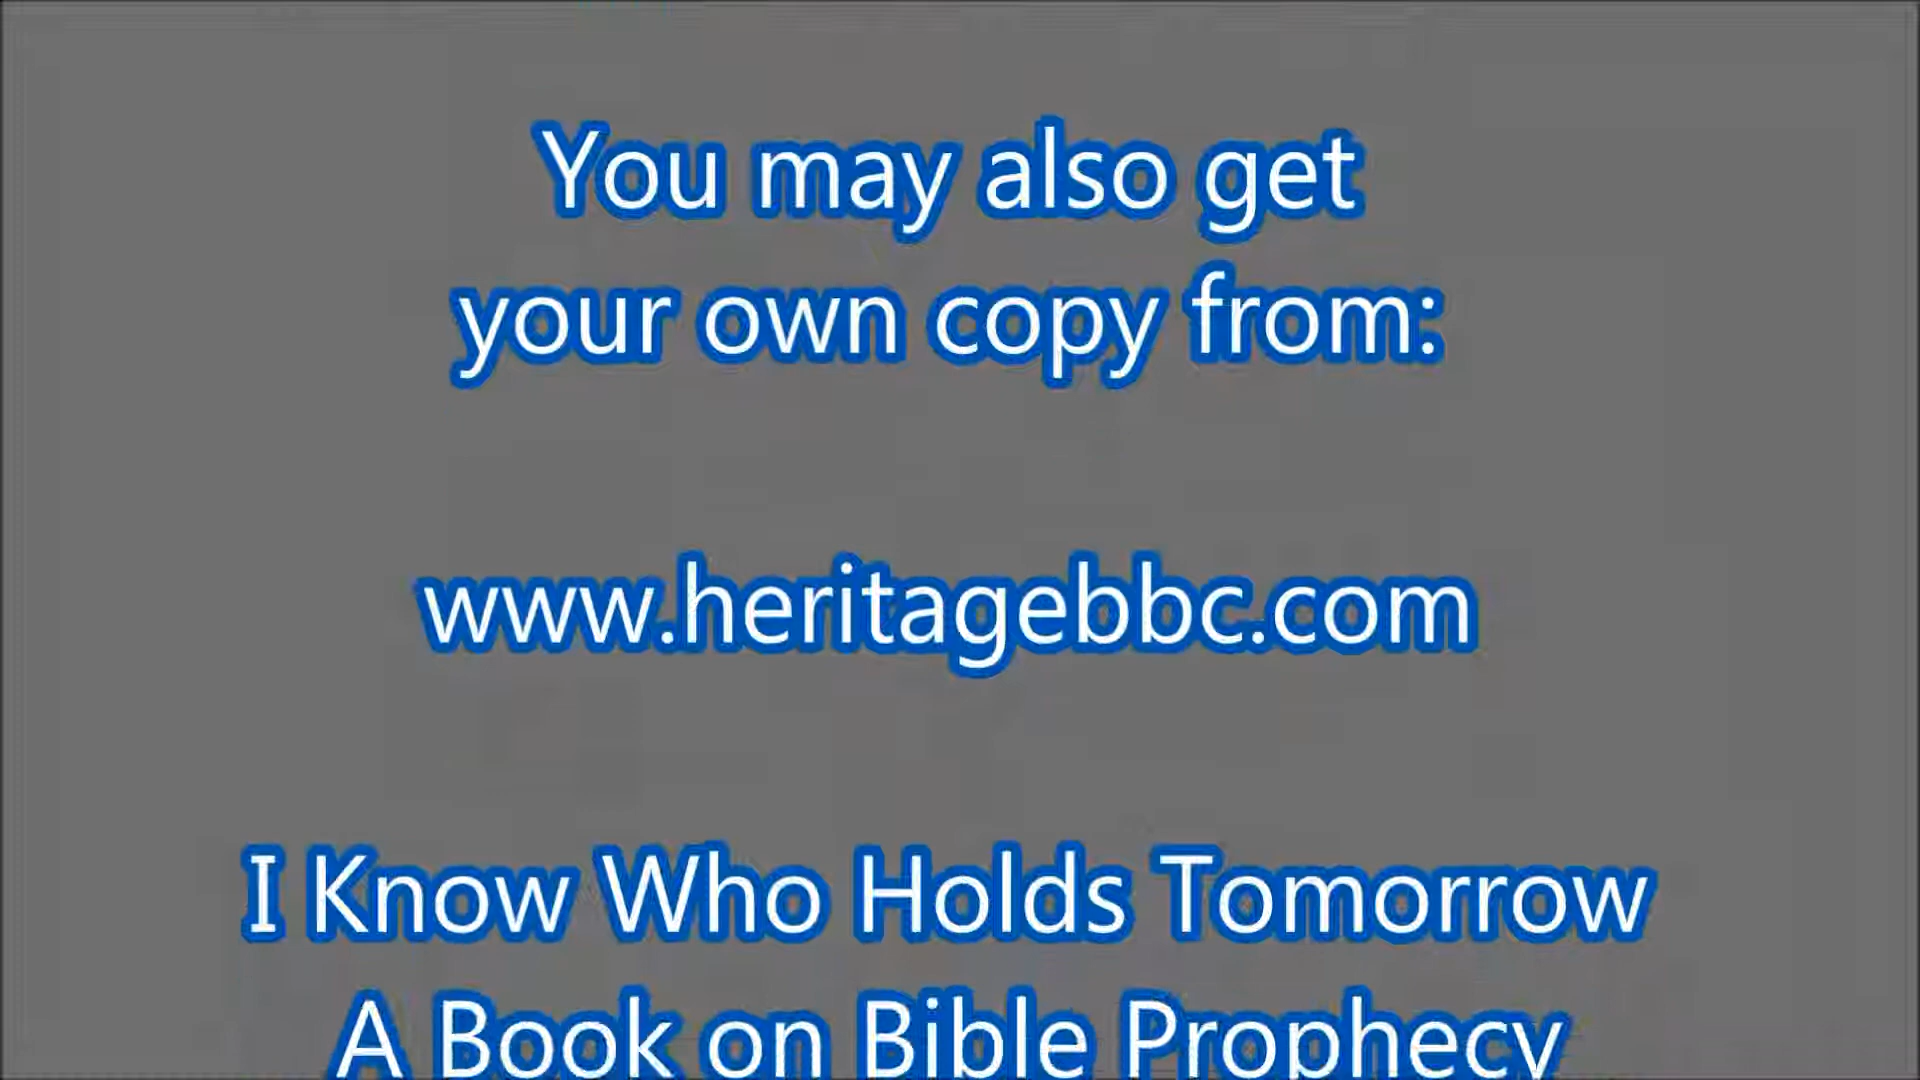 You may also get
your own copy from:
www.heritagebbc.com
I Know Who Holds Tomorrow
A Book on Bible Prophecy